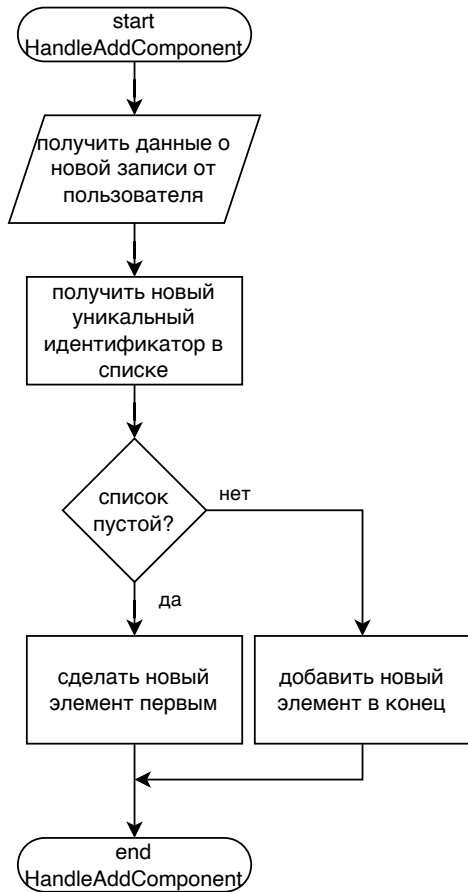 start
HandleAddComponent
получить данные о
новой записи от
пользователя
получить новый
уникальный
идентификатор в
списке
список
пустой?
нет
да
сделать новый
элемент первым
добавить новый
элемент в конец
end
HandleAddComponent